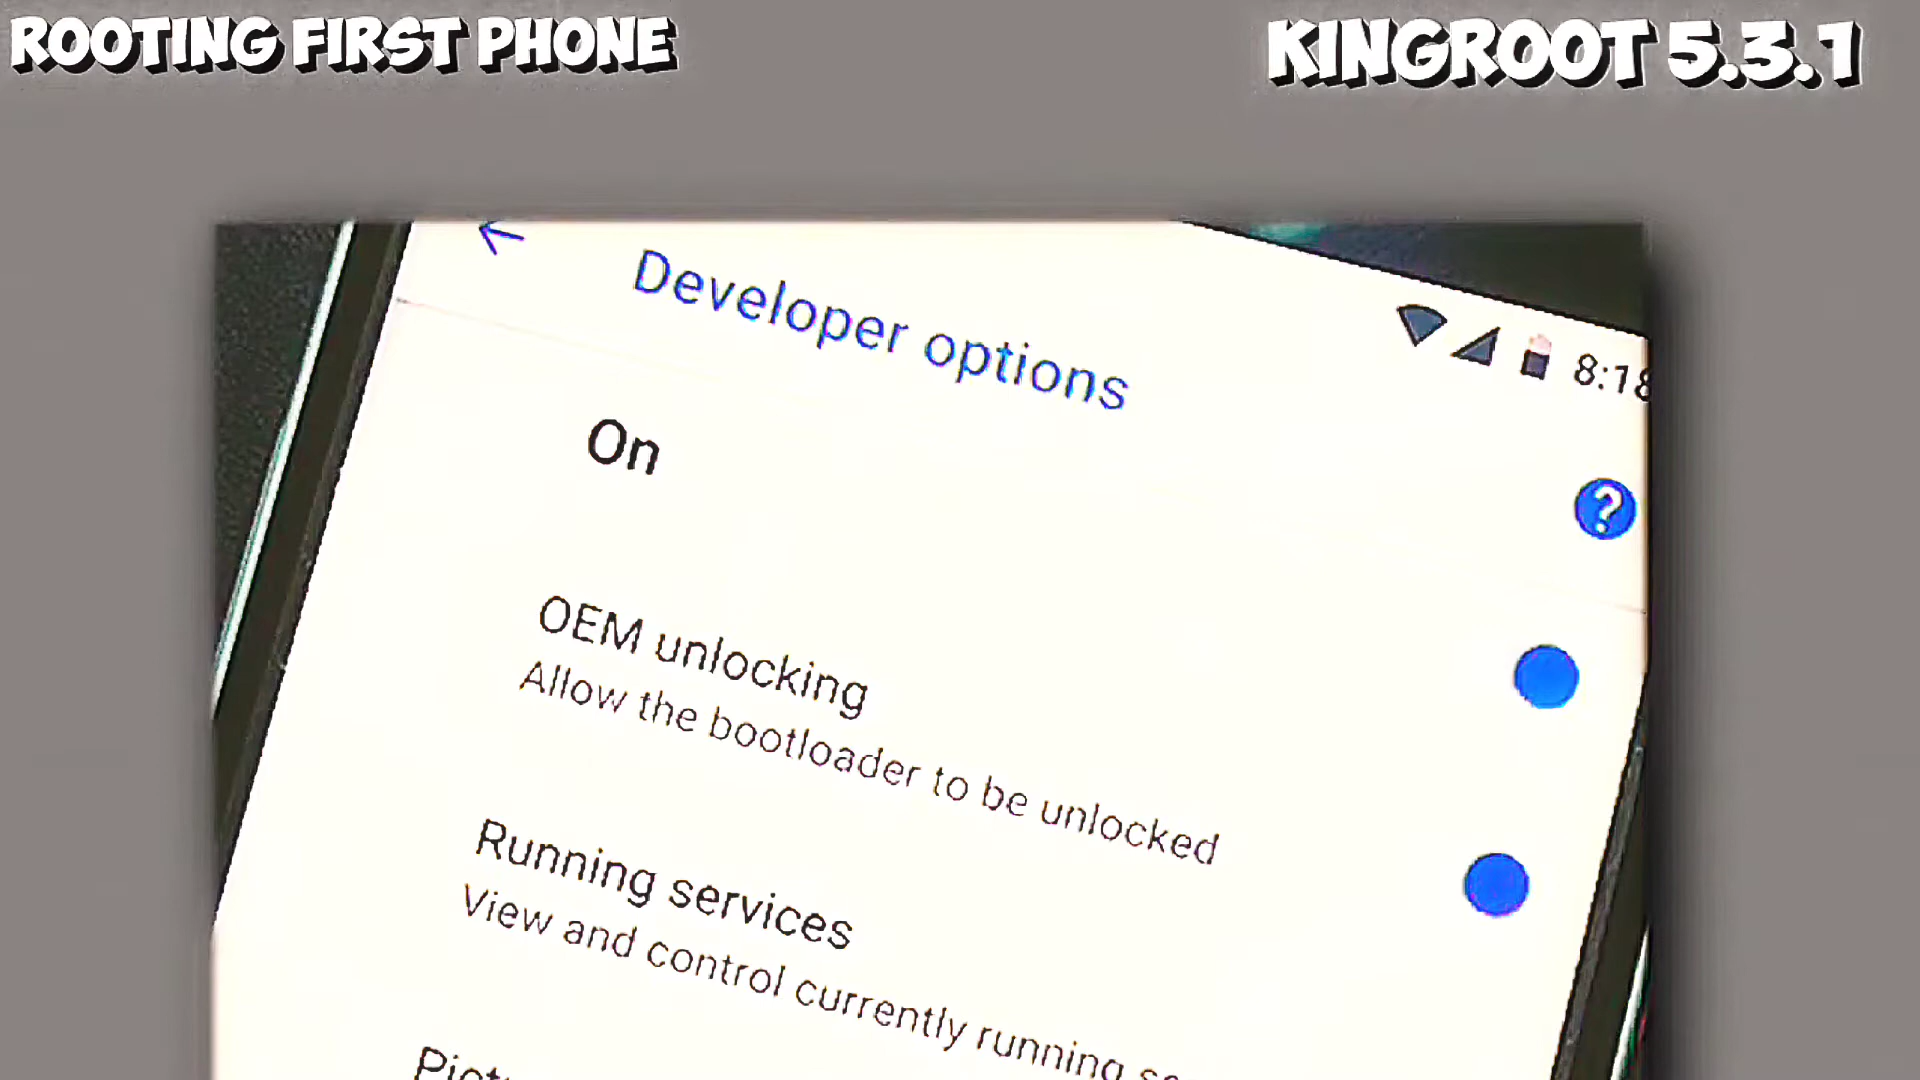 ROOTING FIRST PHONE
KINGROOT 5.3.1
Developer options
8:18
On
?
OEM unlocking
Allow the bootloader to be unlocked
Running services
View and control currently running